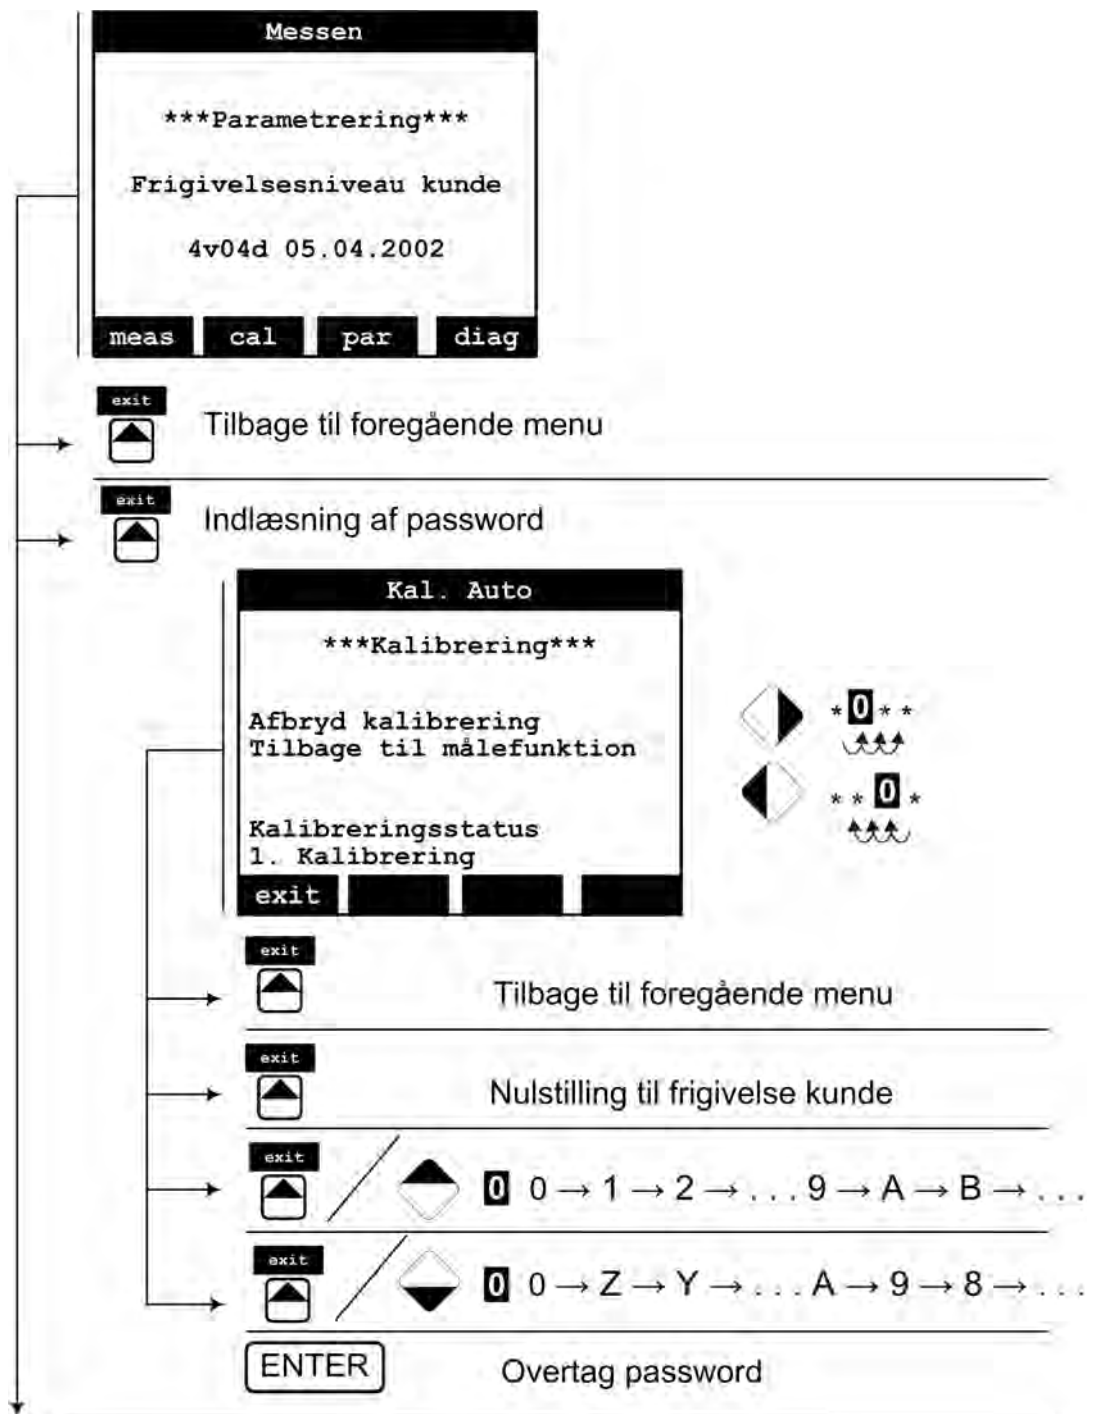 Messen
***Parametrering***
Frigivelsesniveau kunde
4v04d 05.04.2002
meas cal par diag
exit
Tilbage til foregående menu
exit
Indlæsning af password
Kal. Auto
***Kalibrering***
Afbryd kalibrering
Tilbage til målefunktion
Kalibreringsstatus
1. Kalibrering
exit
*0**
**0*
exit
Tilbage til foregående menu
exit
Nulstilling til frigivelse kunde
exit
0 0 → 1 → 2 → . . . 9 → A → B → . . .
exit
0 0 → Z → Y → . . . A → 9 → 8 → . . .
ENTER Overtag password